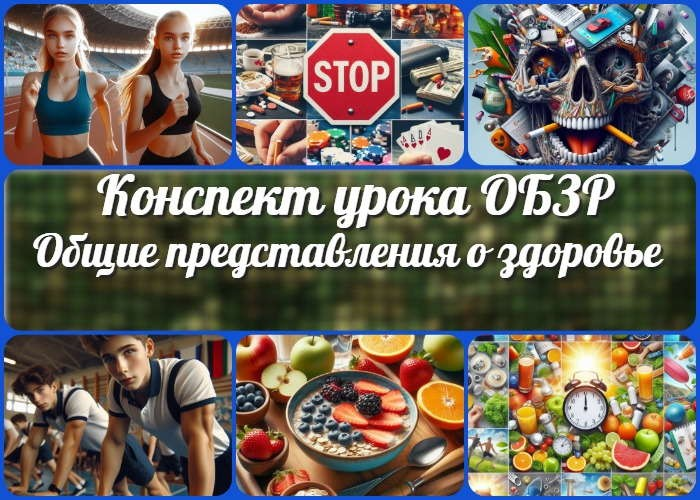 STOP
Конспект урока ОБЗР
Общие представления о здоровье